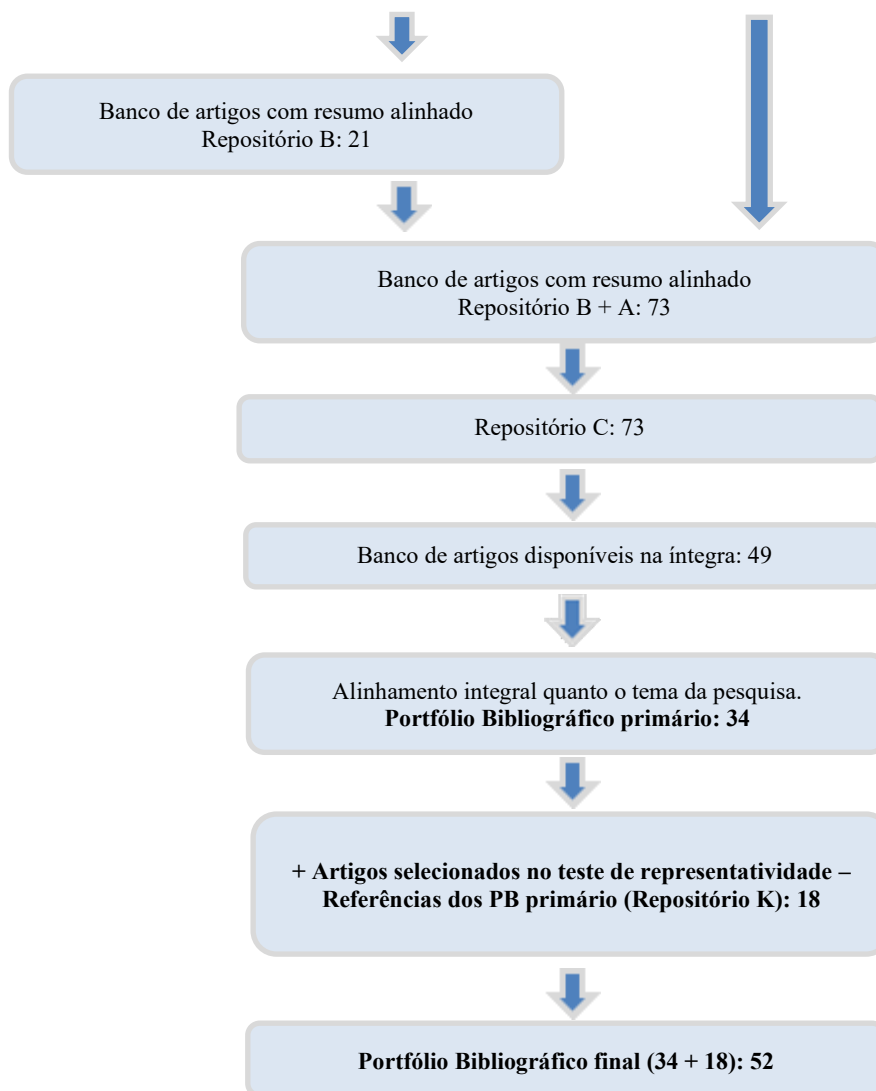 Banco de artigos com resumo alinhado
Repositório B: 21
Banco de artigos com resumo alinhado
Repositório B + A: 73
Repositório C: 73
Banco de artigos disponíveis na íntegra: 49
Alinhamento integral quanto o tema da pesquisa.
Portfólio Bibliográfico primário: 34
+ Artigos selecionados no teste de representatividade –
Referências dos PB primário (Repositório K): 18
Portfólio Bibliográfico final (34 + 18): 52